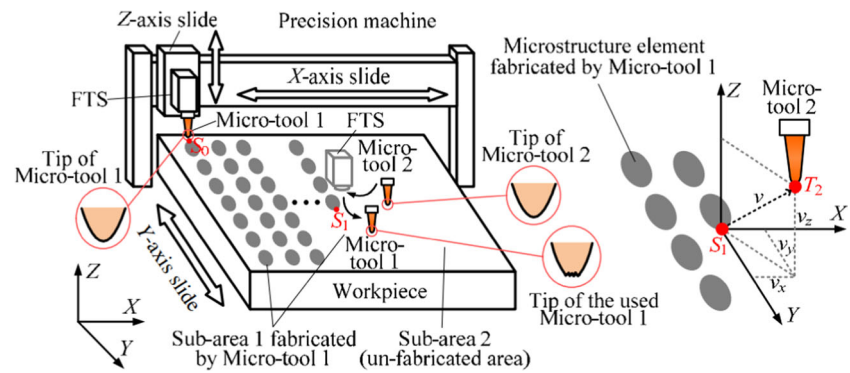 Z-axis slide
Precision machine
X-axis slide
FTS
Micro-tool 1
S0
FTS
Micro-
tool 2
Tip of
Micro-tool 1
Tip of
Micro-tool 2
S1
Micro-
tool 1
Y-axis slide
Workpiece
Tip of the used
Micro-tool 1
Z
X
Y
Sub-area 1 fabricated
by Micro-tool 1
Sub-area 2
(un-fabricated area)
Microstructure element
fabricated by Micro-tool 1
Z
Micro-
tool 2
T2
v
vz
X
S1
vy
vx
Y